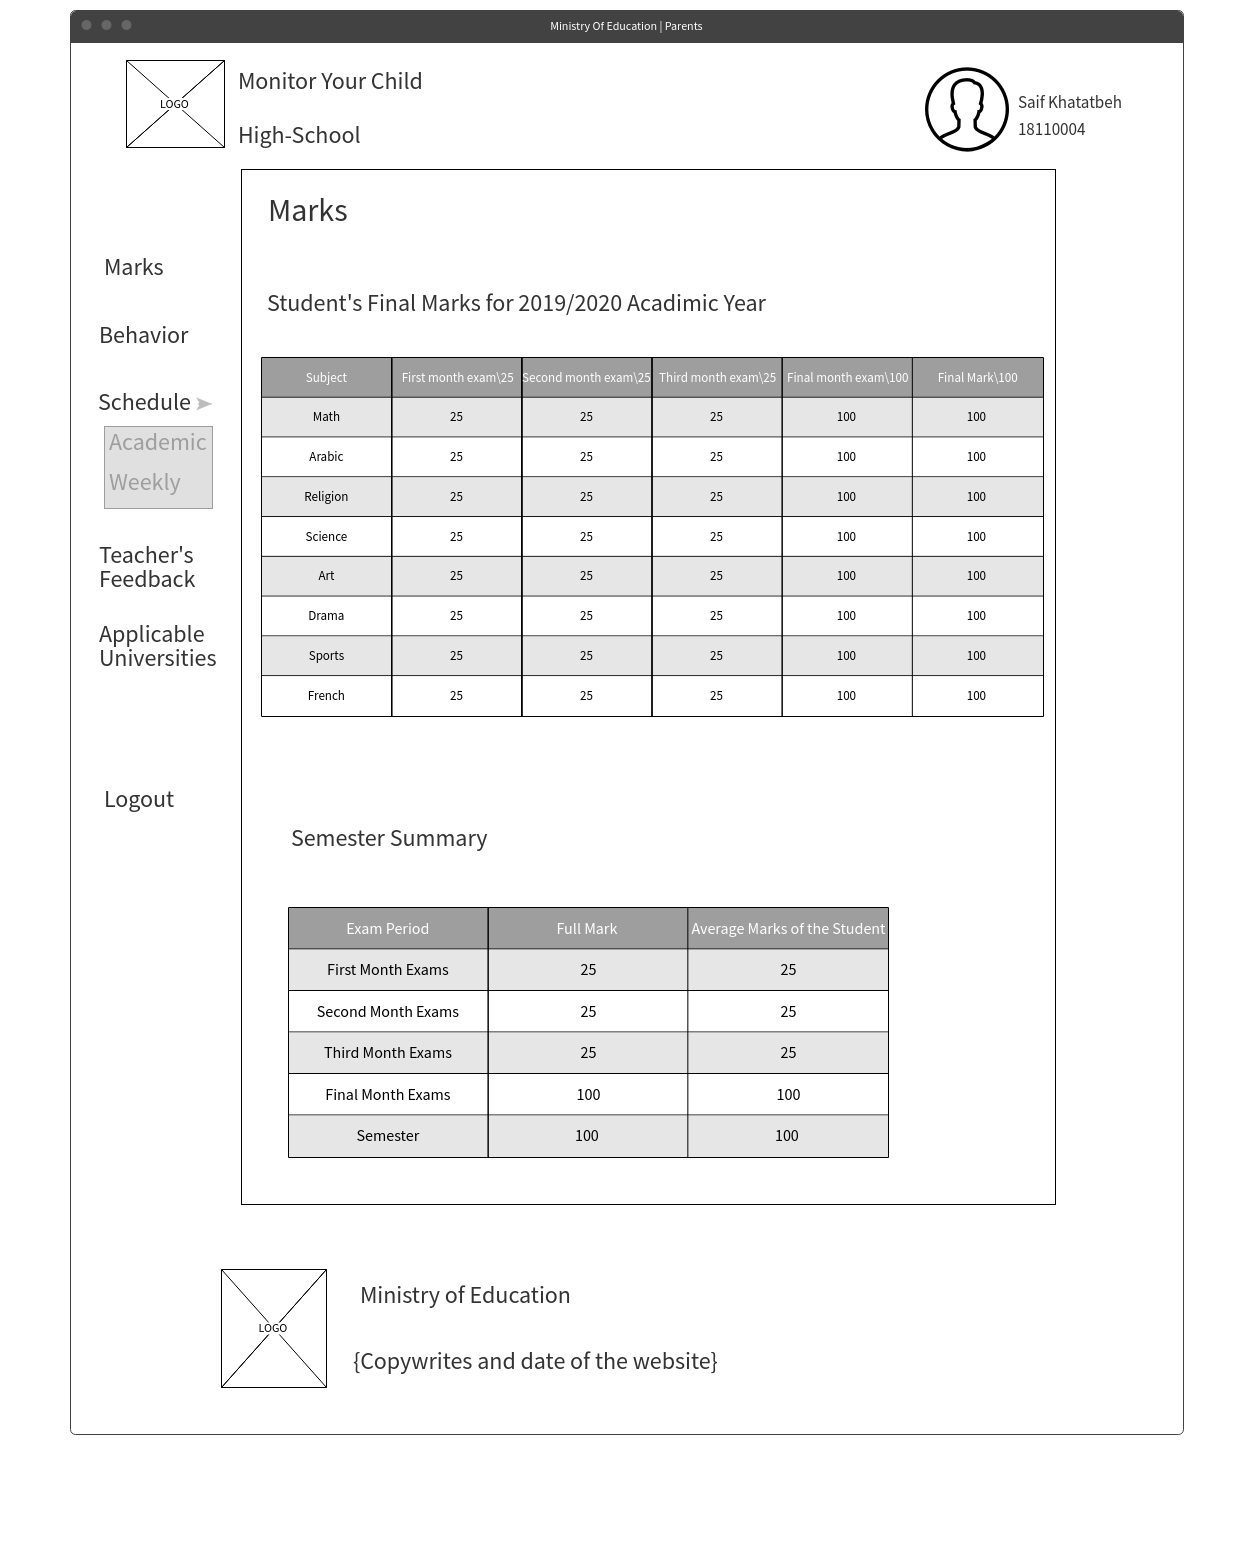 Ministry Of Education | Parents
LOGO
Monitor Your Child
High-School
Saif Khatatbeh
18110004
Marks
Behavior
Schedule
Academic
Weekly
Teacher's
Feedback
Applicable
Universities
Logout
Marks
Student's Final Marks for 2019/2020 Acadimic Year
Subject First month exam\25 Second month exam\25 Third month exam\25 Final month exam\100 Final Mark\100
Math 25 25 25 100 100
Arabic 25 25 25 100 100
Religion 25 25 25 100 100
Science 25 25 25 100 100
Art 25 25 25 100 100
Drama 25 25 25 100 100
Sports 25 25 25 100 100
French 25 25 25 100 100
Semester Summary
Exam Period Full Mark Average Marks of the Student
First Month Exams 25 25
Second Month Exams 25 25
Third Month Exams 25 25
Final Month Exams 100 100
Semester 100 100
LOGO
Ministry of Education
{Copywrites and date of the website}